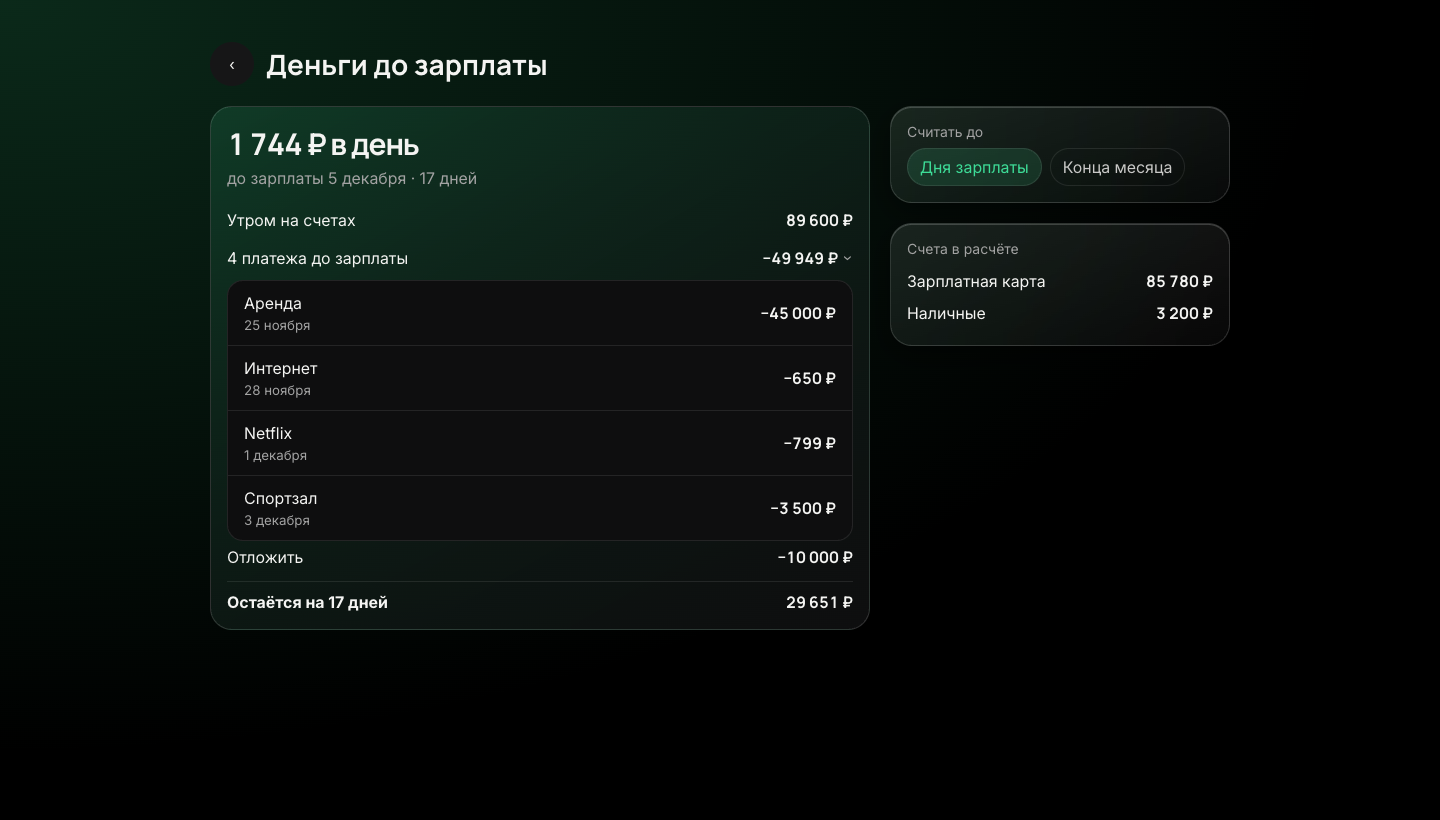 ‹ Деньги до зарплаты
1 744 ₽ в день
до зарплаты 5 декабря · 17 дней
Утром на счетах 89 600 ₽
4 платежа до зарплаты −49 949 ₽
Аренда −45 000 ₽
25 ноября
Интернет −650 ₽
28 ноября
Netflix −799 ₽
1 декабря
Спортзал −3 500 ₽
3 декабря
Отложить −10 000 ₽
Остаётся на 17 дней 29 651 ₽
Считать до
Дня зарплаты Конца месяца
Счета в расчёте
Зарплатная карта 85 780 ₽
Наличные 3 200 ₽